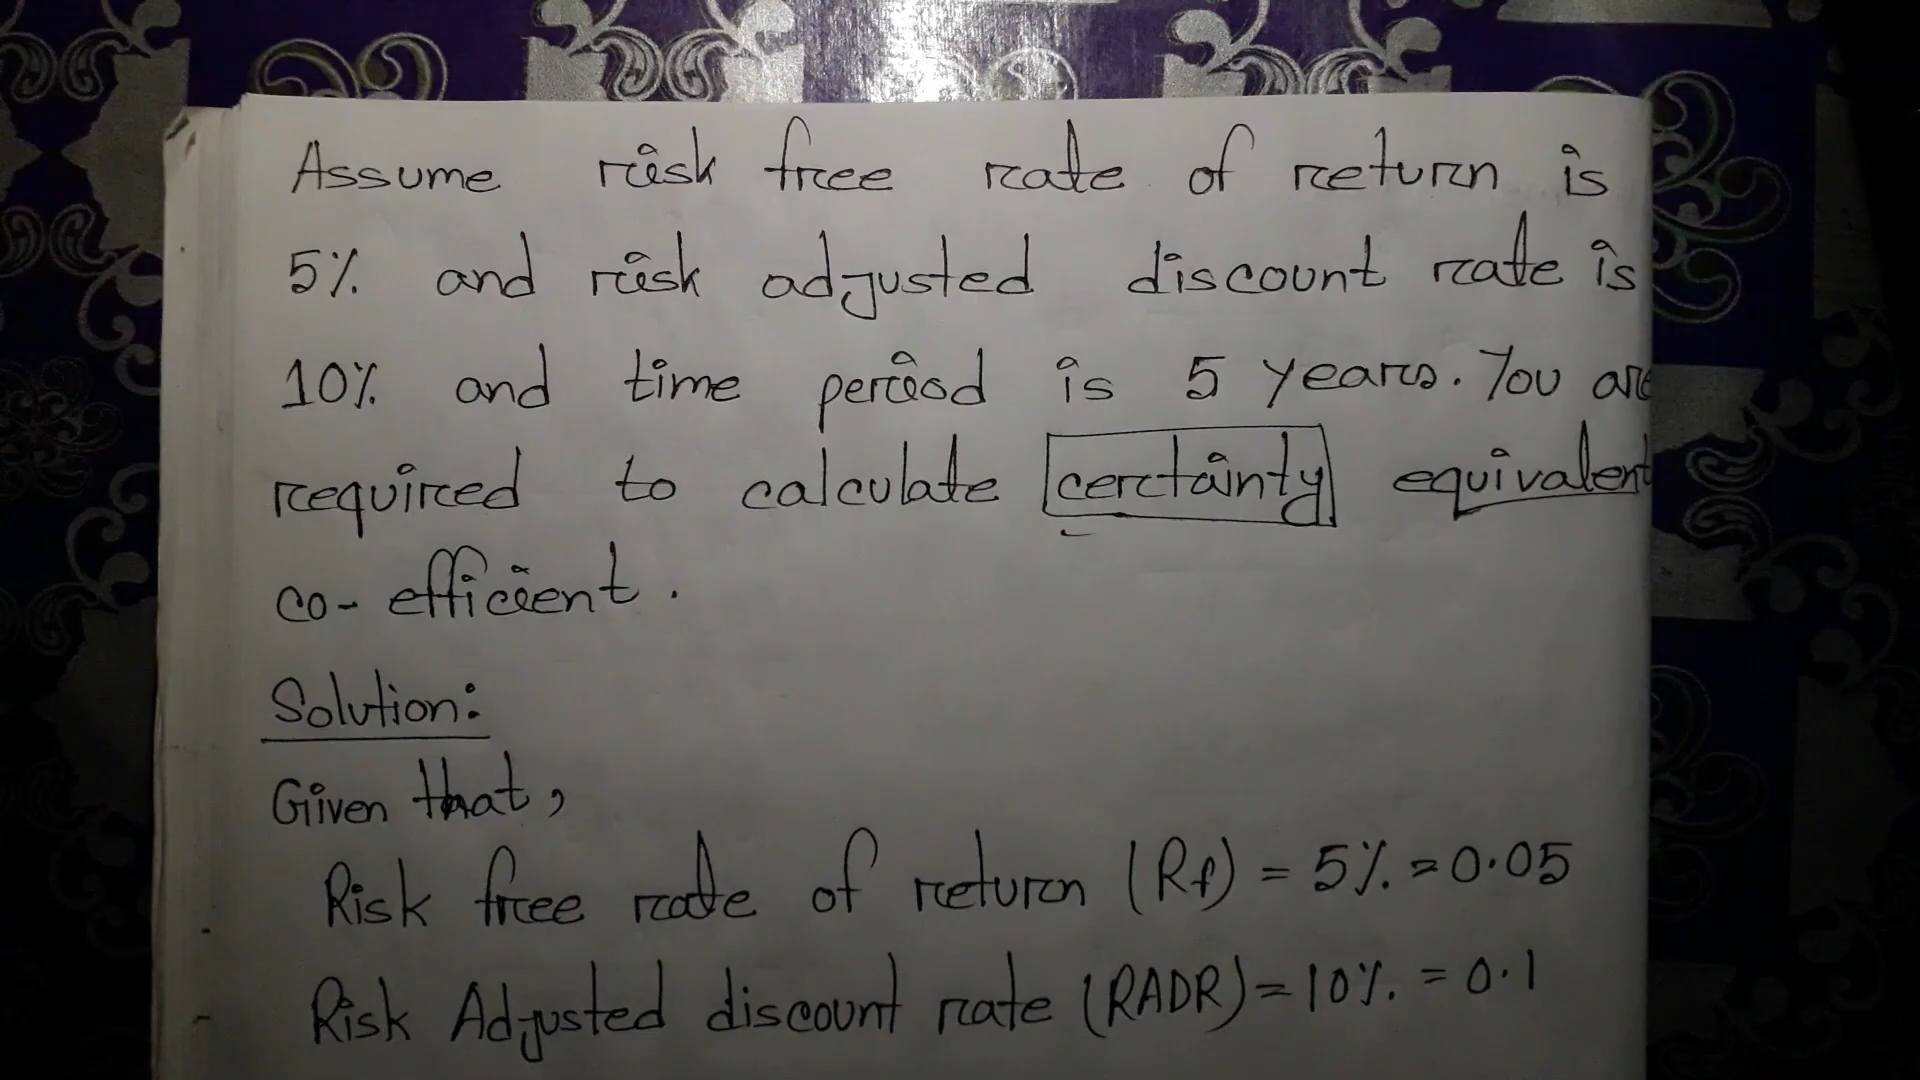 Assume risk free rate of return is
5% and risk adjusted discount rate is
10% and time period is 5 years. You are
required to calculate certainty equivalent
co-efficient.
Solution:
Given that,
Risk free rate of return (Rf) = 5% = 0.05
Risk Adjusted discount rate (RADR) = 10% = 0.1